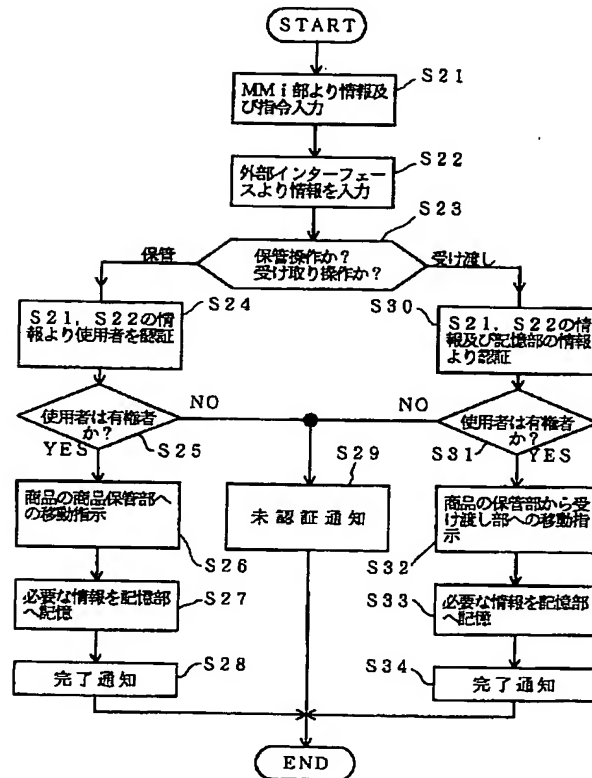 START
S21
MMi部より情報及
び指令入力
S22
外部インターフェー
スより情報を入力
S23
保管操作か?
受け取り操作か?
保管
受け渡し
S24
S21, S22の情
報より使用者を認証
S30
S21, S22の情
報及び記憶部の情報
より認証
使用者は有権者
か?
NO
YES
S25
使用者は有権者
か?
NO
S31
YES
S29
未認証通知
商品の商品保管部へ
の移動指示
S26
商品の保管部から受
け渡し部への移動指
示
S32
必要な情報を記憶部
へ記憶
S27
必要な情報を記憶部
へ記憶
S33
完了通知
S28
完了通知
S34
END